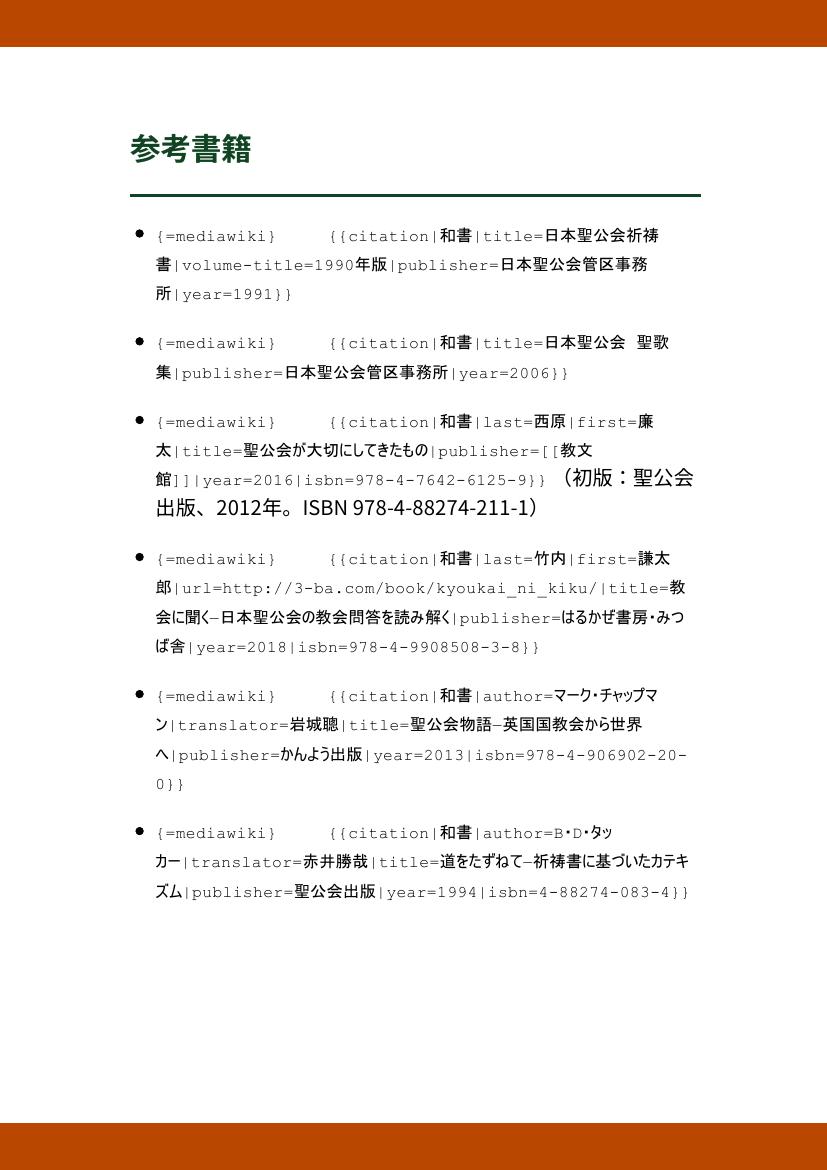 参考書籍
{=mediawiki} {{citation|和書|title=日本聖公会祈祷
書|volume-title=1990年版|publisher=日本聖公会管区事務
所|year=1991}}
{=mediawiki} {{citation|和書|title=日本聖公会 聖歌
集|publisher=日本聖公会管区事務所|year=2006}}
{=mediawiki} {{citation|和書|last=西原|first=廉
太|title=聖公会が大切にしてきたもの|publisher=[[教文
館]]|year=2016|isbn=978-4-7642-6125-9}}（初版：聖公会
出版、2012年。ISBN 978-4-88274-211-1）
{=mediawiki} {{citation|和書|last=竹内|first=謙太
郎|url=http://3-ba.com/book/kyoukai_ni_kiku/|title=教
会に聞く—日本聖公会の教会問答を読み解く|publisher=はるかぜ書房・みつ
ば舎|year=2018|isbn=978-4-9908508-3-8}}
{=mediawiki} {{citation|和書|author=マーク・チャップマ
ン|translator=岩城聰|title=聖公会物語—英国国教会から世界
へ|publisher=かんよう出版|year=2013|isbn=978-4-906902-20-
0}}
{=mediawiki} {{citation|和書|author=B・D・タッ
カー|translator=赤井勝哉|title=道をたずねて—祈祷書に基づいたカテキ
ズム|publisher=聖公会出版|year=1994|isbn=4-88274-083-4}}